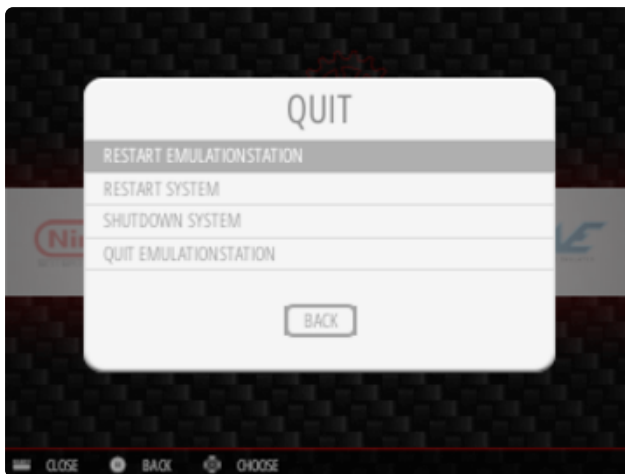 QUIT
RESTART EMULATIONSTATION
RESTART SYSTEM
SHUTDOWN SYSTEM
QUIT EMULATIONSTATION
BACK
CLOSE BACK CHOOSE